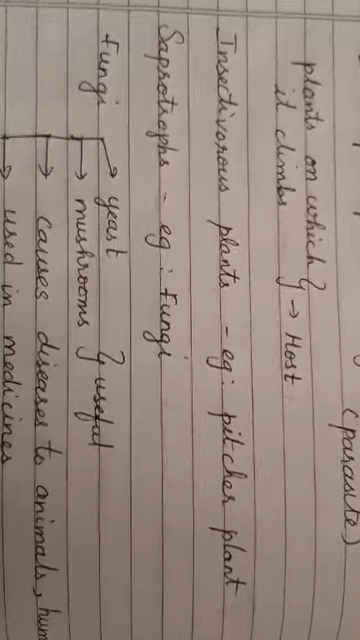 (parasite)
plants on which } → Host
it climbs
Insectivorous plants - eg: pitcher plant
Saprotrophs - eg: Fungi
Fungi → yeast
→ mushrooms } useful
→ causes diseases to animals, hum
→ used in medicines